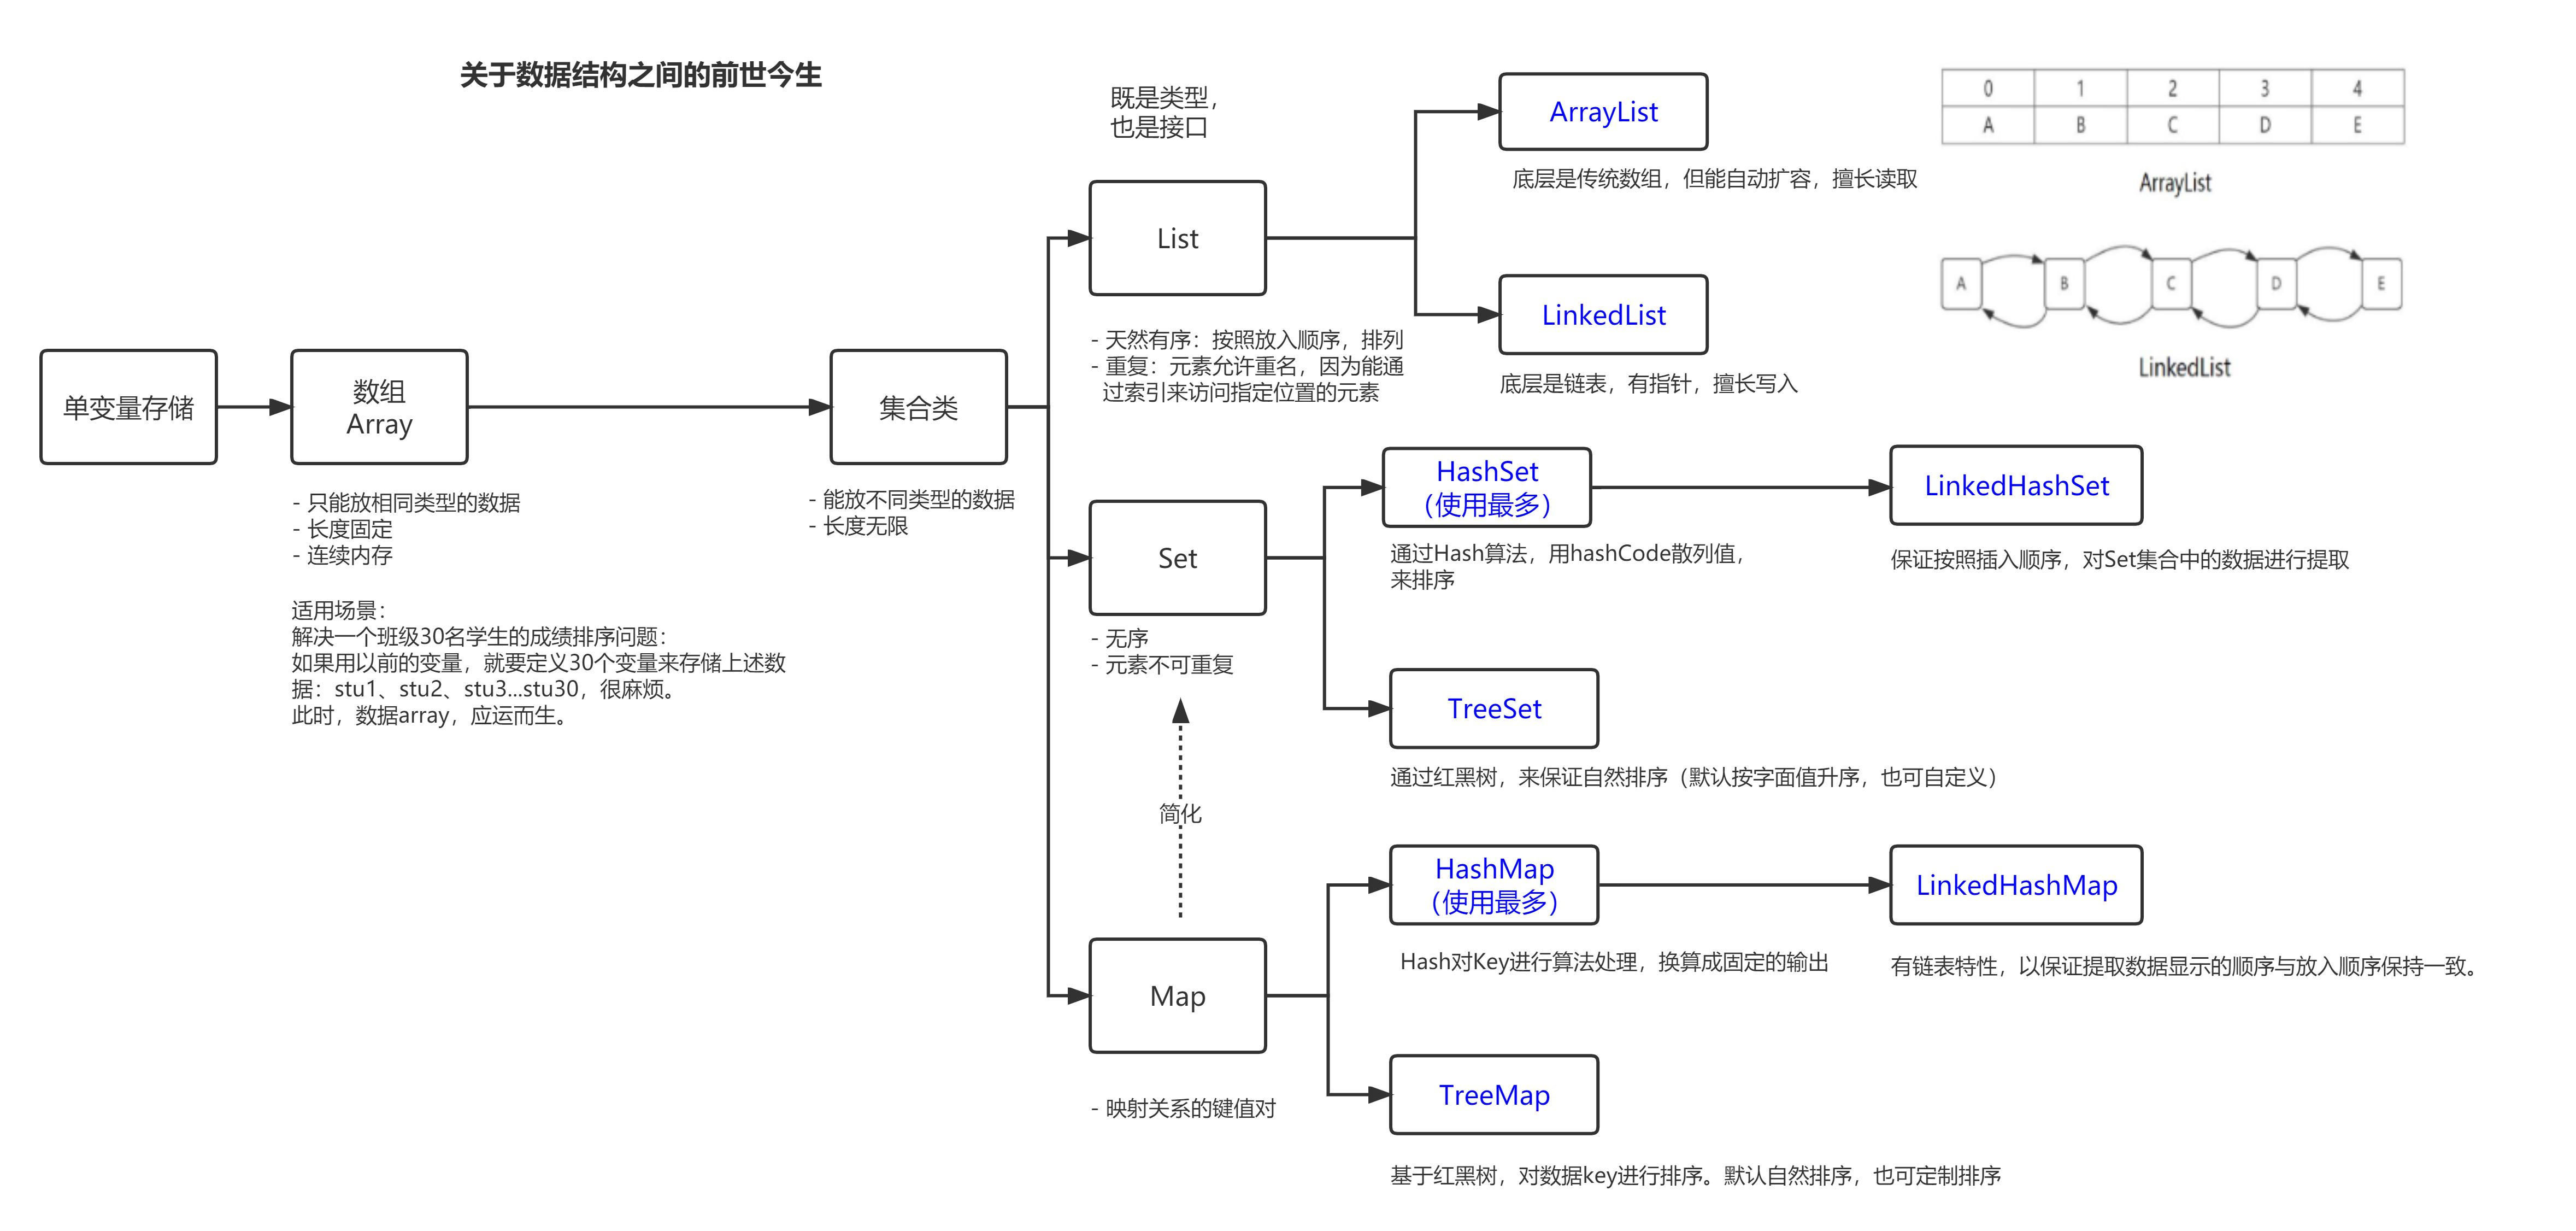 关于数据结构之间的前世今生
单变量存储
数组
Array
- 只能放相同类型的数据
- 长度固定
- 连续内存
适用场景：
解决一个班级30名学生的成绩排序问题：
如果用以前的变量，就要定义30个变量来存储上述数
据：stu1、stu2、stu3...stu30，很麻烦。
此时，数据array，应运而生。
集合类
- 能放不同类型的数据
- 长度无限
既是类型，
也是接口
List
- 天然有序：按照放入顺序，排列
- 重复：元素允许重名，因为能通
过索引来访问指定位置的元素
ArrayList
底层是传统数组，但能自动扩容，擅长读取
LinkedList
底层是链表，有指针，擅长写入
0 1 2 3 4
A B C D E
ArrayList
A B C D E
LinkedList
Set
- 无序
- 元素不可重复
HashSet
（使用最多）
通过Hash算法，用hashCode散列值，
来排序
LinkedHashSet
保证按照插入顺序，对Set集合中的数据进行提取
TreeSet
通过红黑树，来保证自然排序（默认按字面值升序，也可自定义）
简化
Map
- 映射关系的键值对
HashMap
（使用最多）
Hash对Key进行算法处理，换算成固定的输出
LinkedHashMap
有链表特性，以保证提取数据显示的顺序与放入顺序保持一致。
TreeMap
基于红黑树，对数据key进行排序。默认自然排序，也可定制排序